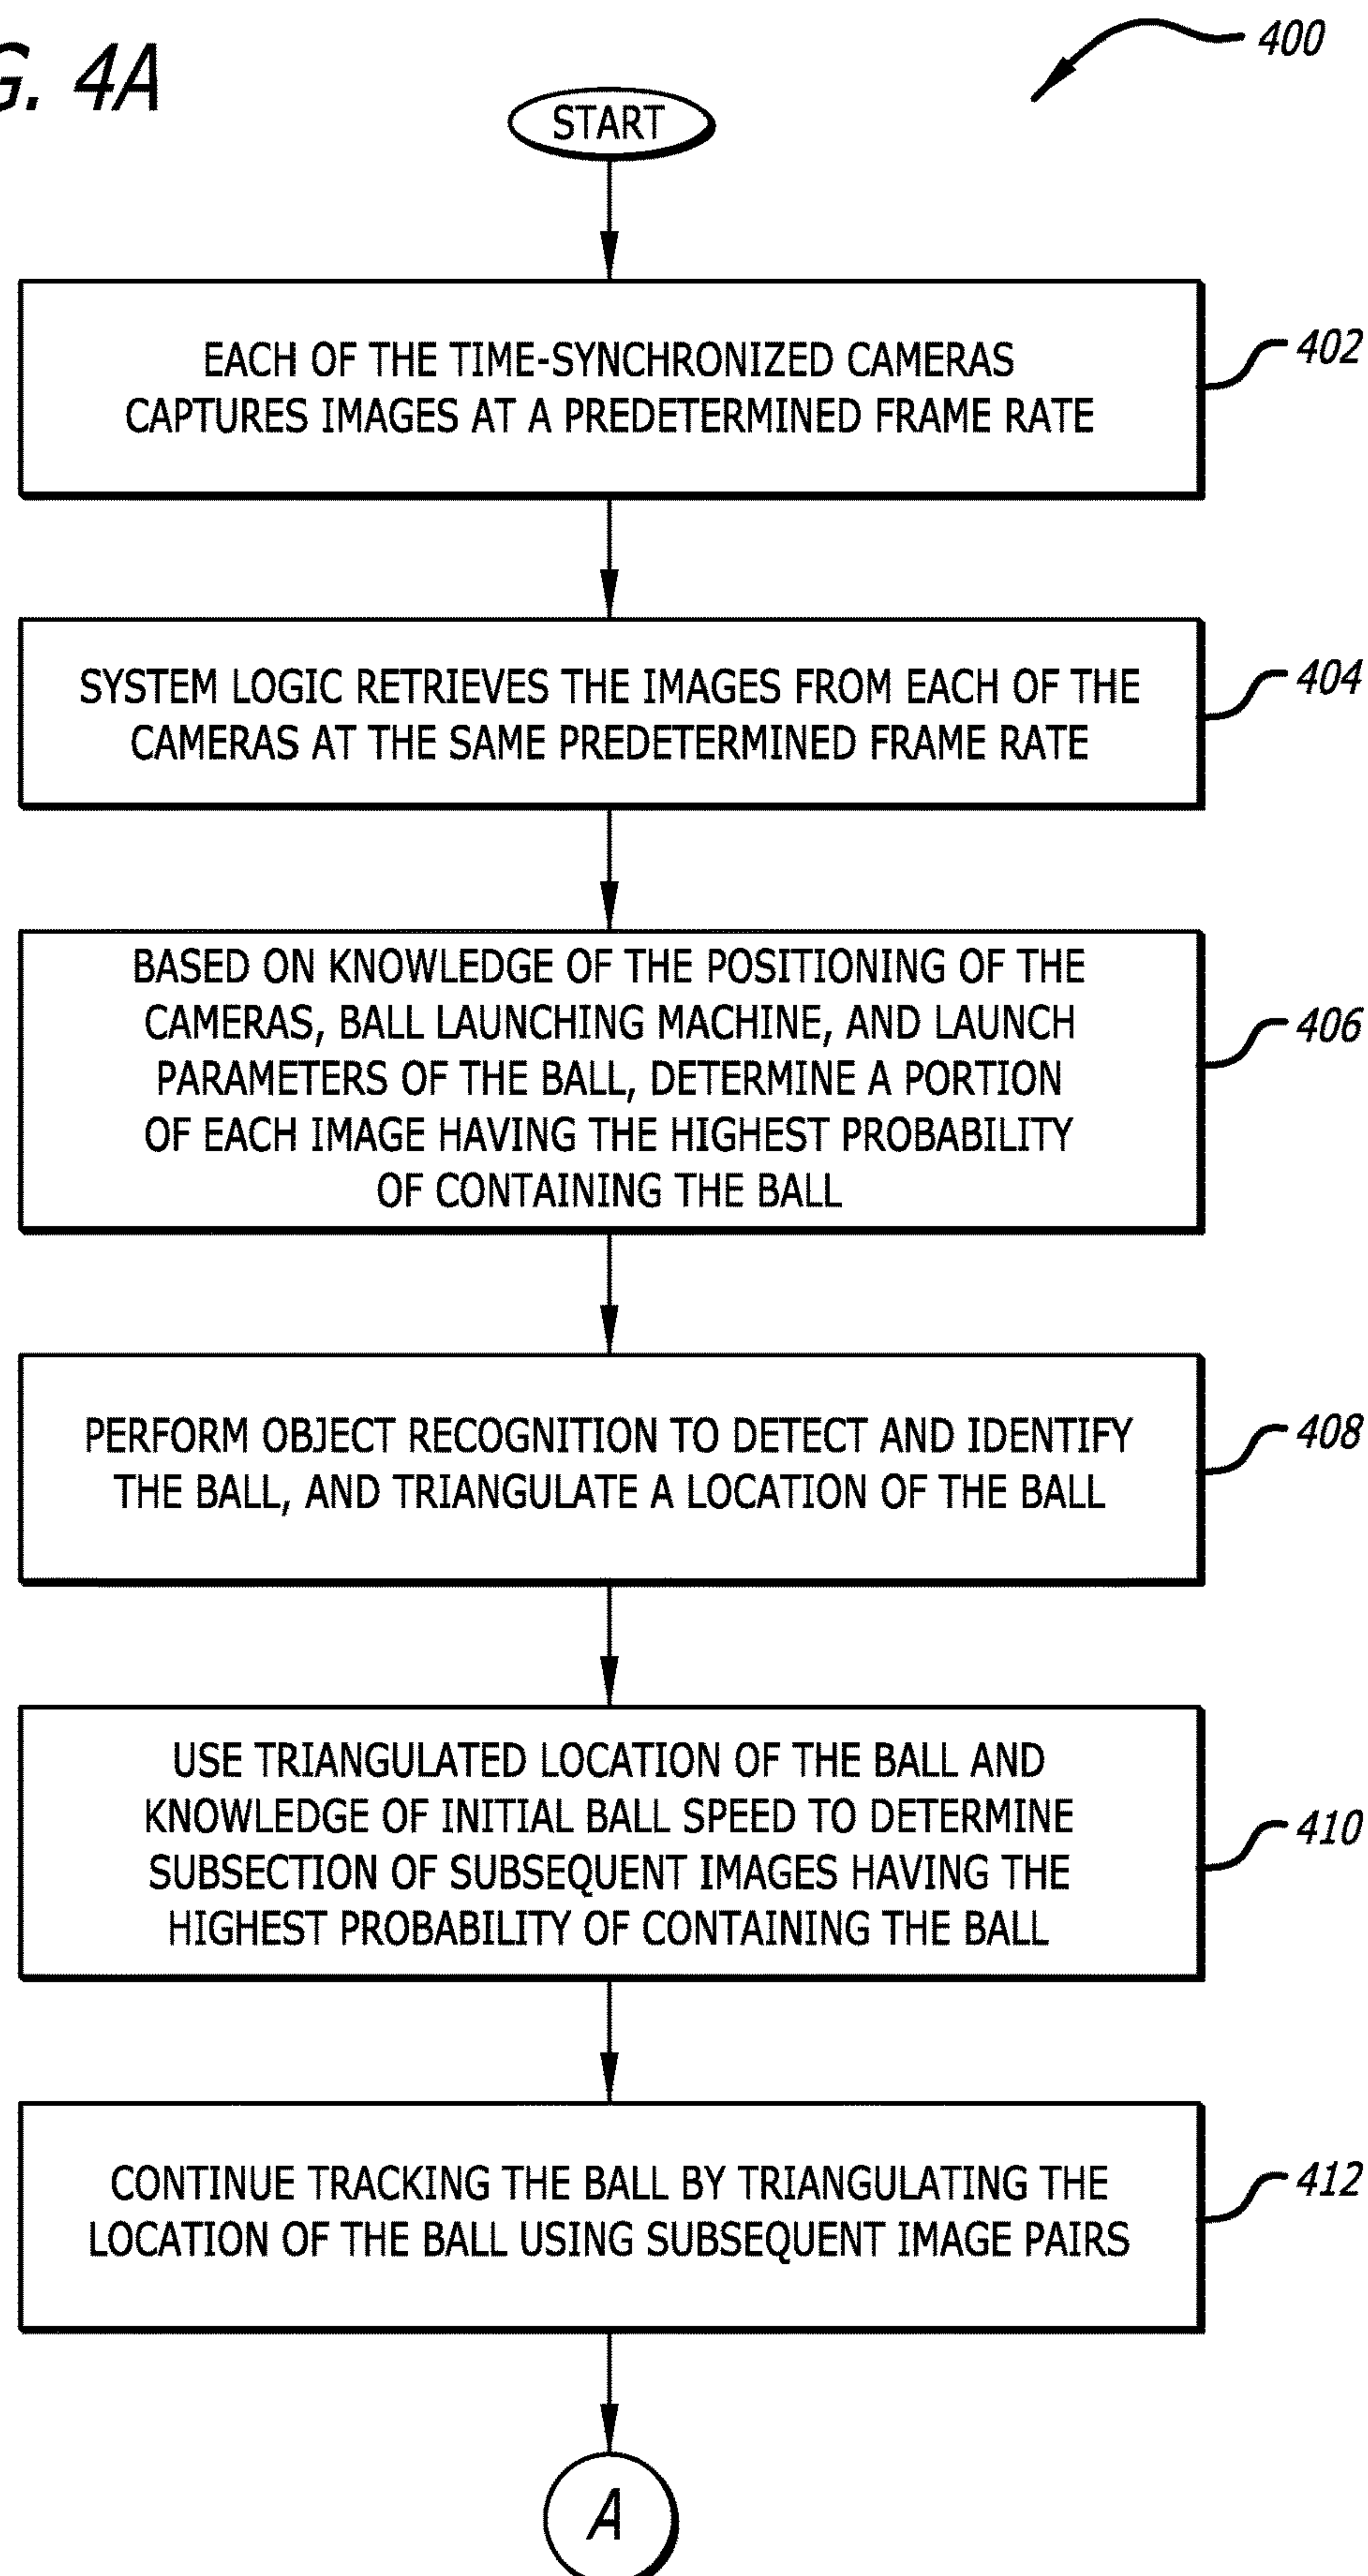 G. 4A
400
START
EACH OF THE TIME-SYNCHRONIZED CAMERAS
CAPTURES IMAGES AT A PREDETERMINED FRAME RATE
402
SYSTEM LOGIC RETRIEVES THE IMAGES FROM EACH OF THE
CAMERAS AT THE SAME PREDETERMINED FRAME RATE
404
BASED ON KNOWLEDGE OF THE POSITIONING OF THE
CAMERAS, BALL LAUNCHING MACHINE, AND LAUNCH
PARAMETERS OF THE BALL, DETERMINE A PORTION
OF EACH IMAGE HAVING THE HIGHEST PROBABILITY
OF CONTAINING THE BALL
406
PERFORM OBJECT RECOGNITION TO DETECT AND IDENTIFY
THE BALL, AND TRIANGULATE A LOCATION OF THE BALL
408
USE TRIANGULATED LOCATION OF THE BALL AND
KNOWLEDGE OF INITIAL BALL SPEED TO DETERMINE
SUBSECTION OF SUBSEQUENT IMAGES HAVING THE
HIGHEST PROBABILITY OF CONTAINING THE BALL
410
CONTINUE TRACKING THE BALL BY TRIANGULATING THE
LOCATION OF THE BALL USING SUBSEQUENT IMAGE PAIRS
412
A